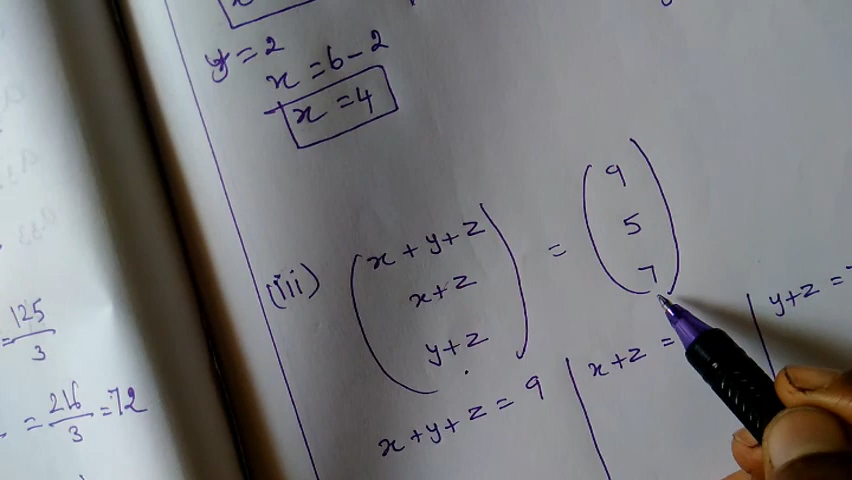 y = 2
x = 6 - 2
x = 4
(iii) (x + y + z) = (9
x + z 5
y + z) 7)
x + y + z = 9 | x + z = | y + z =
= 125/3
= 216/3 = 72